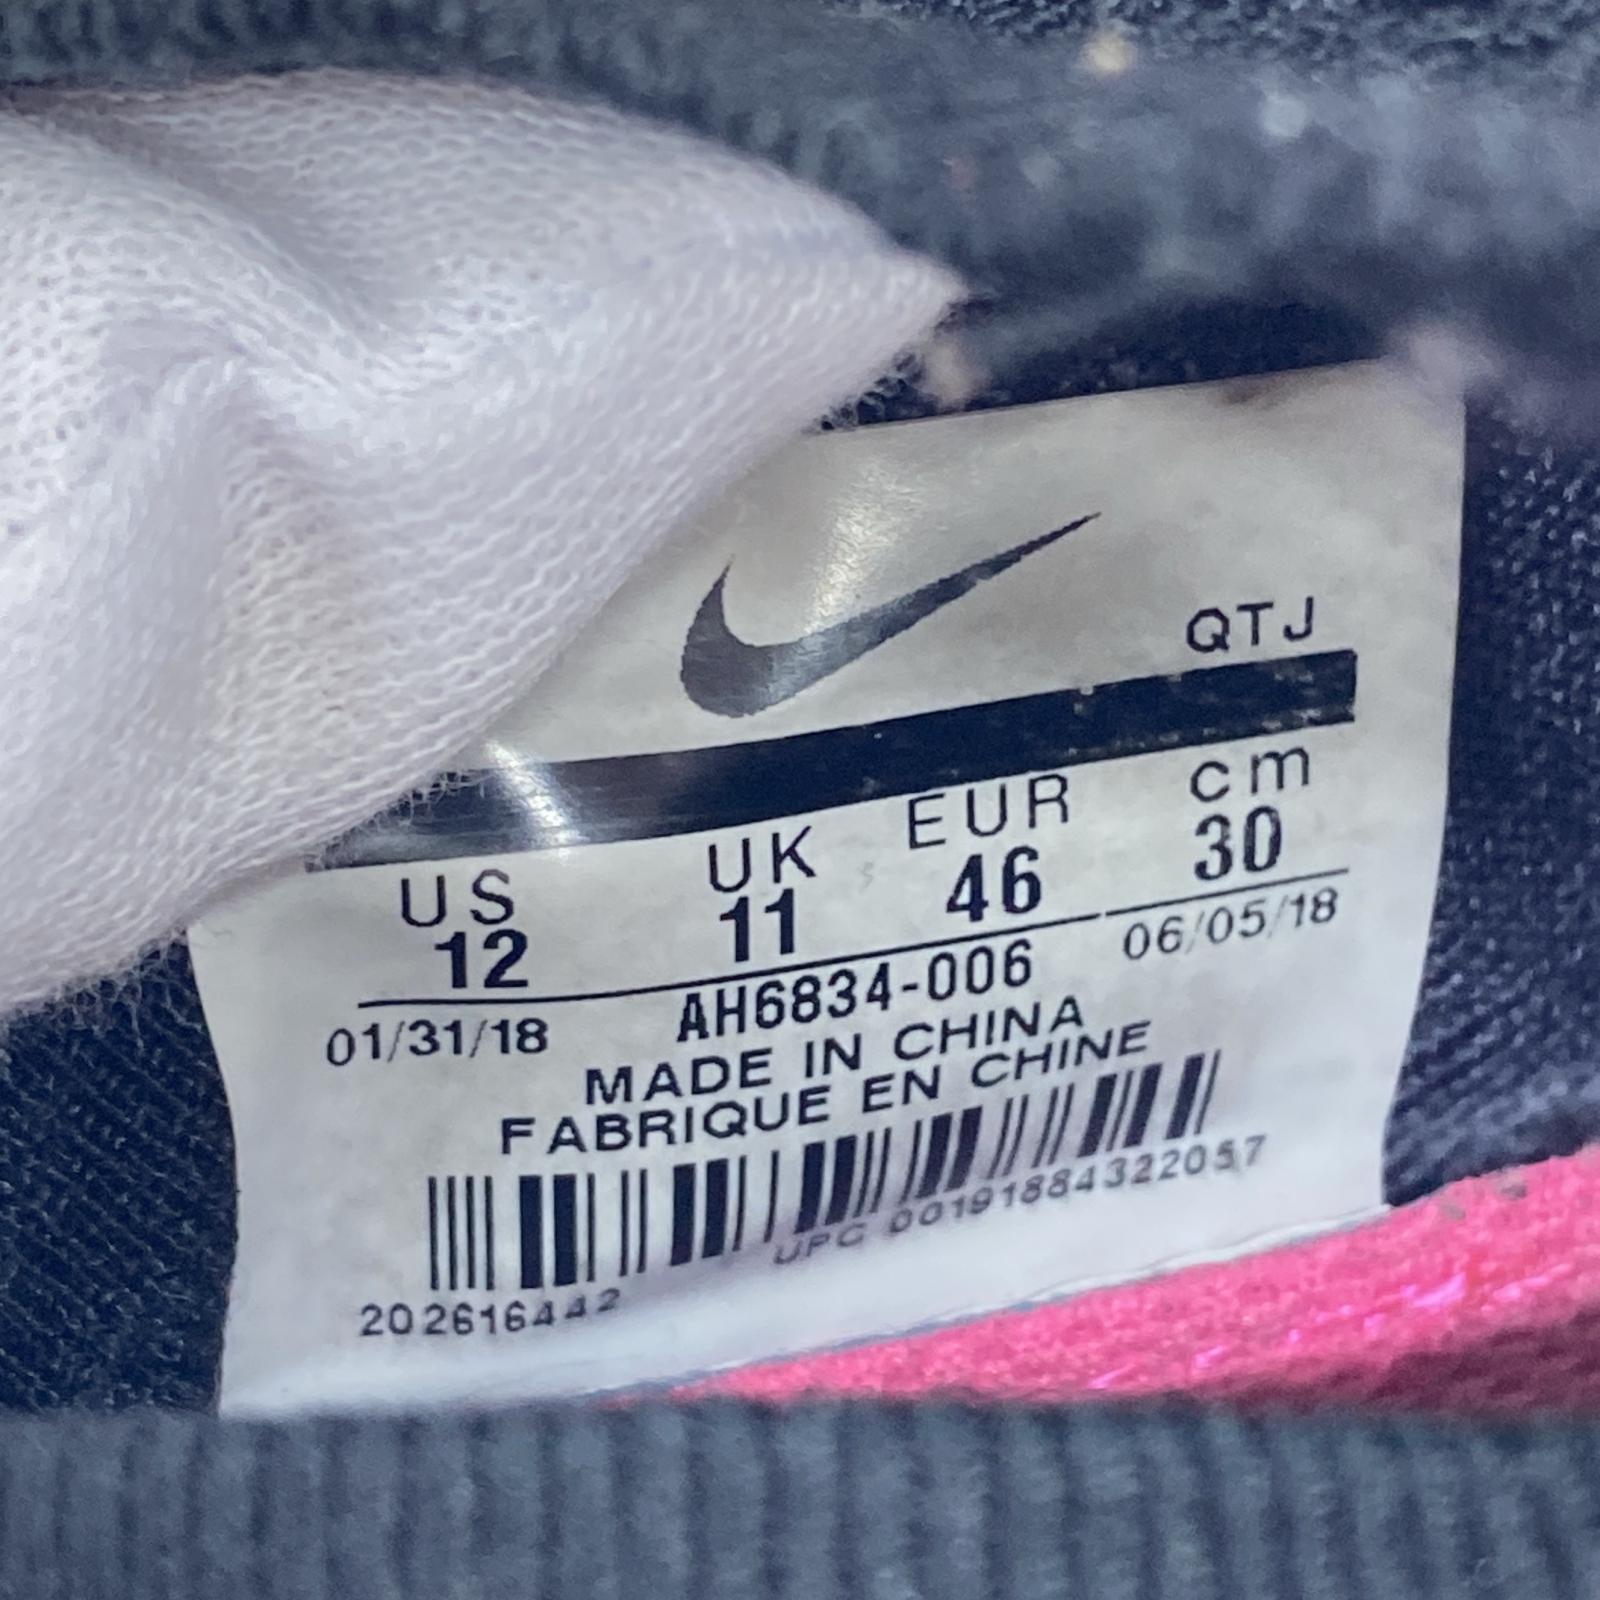 QTJ
US UK EUR cm
12 11 46 30
01/31/18 AH6834-006 06/05/18
MADE IN CHINA
FABRIQUE EN CHINE
UPC 00191884322057
202616442